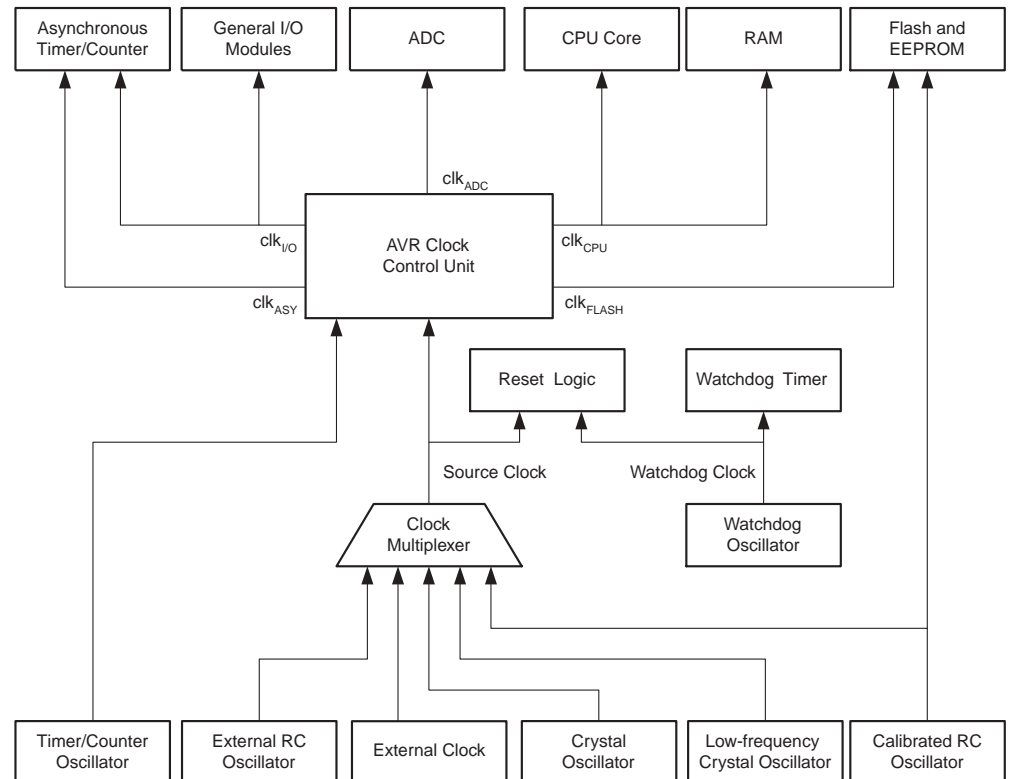 Asynchronous
Timer/Counter
General I/O
Modules
ADC
CPU Core
RAM
Flash and
EEPROM
clkADC
clkI/O
AVR Clock
Control Unit
clkCPU
clkASY
clkFLASH
Reset Logic
Watchdog Timer
Source Clock
Watchdog Clock
Clock
Multiplexer
Watchdog
Oscillator
Timer/Counter
Oscillator
External RC
Oscillator
External Clock
Crystal
Oscillator
Low-frequency
Crystal Oscillator
Calibrated RC
Oscillator